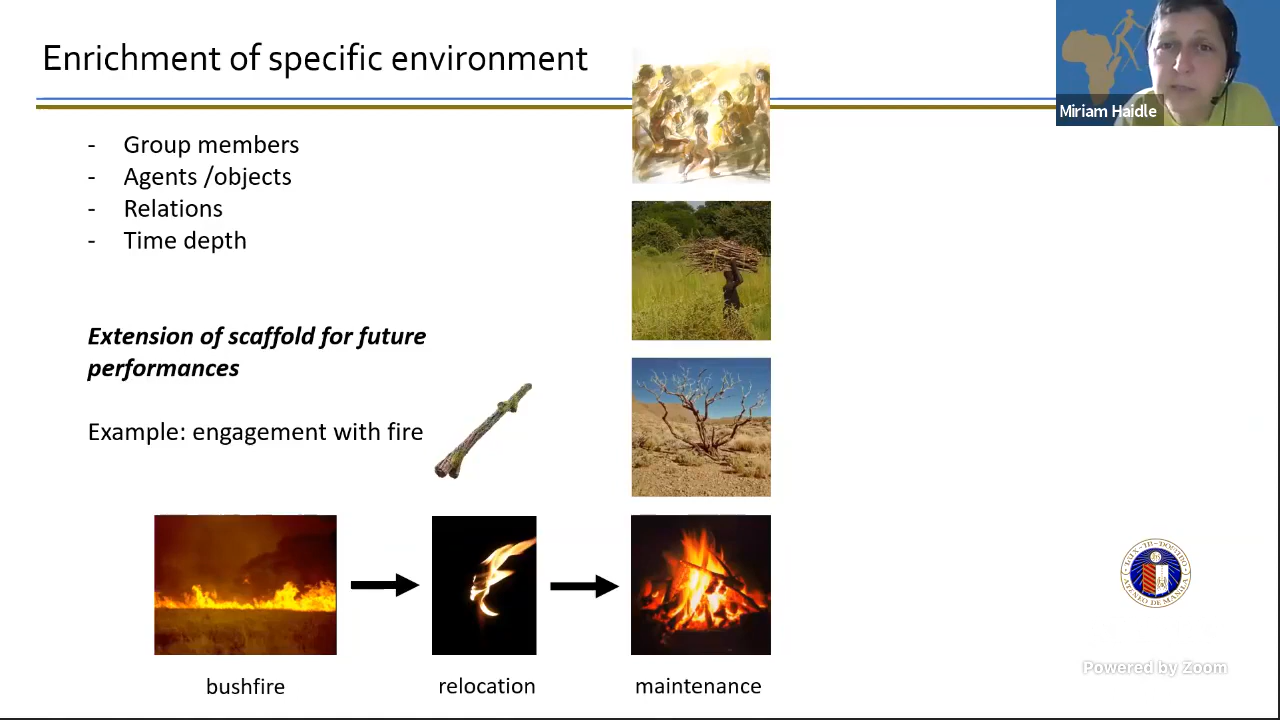 Enrichment of specific environment
Miriam Haidle
- Group members
- Agents /objects
- Relations
- Time depth
Extension of scaffold for future
performances
Example: engagement with fire
bushfire
relocation
maintenance
Powered by Zoom